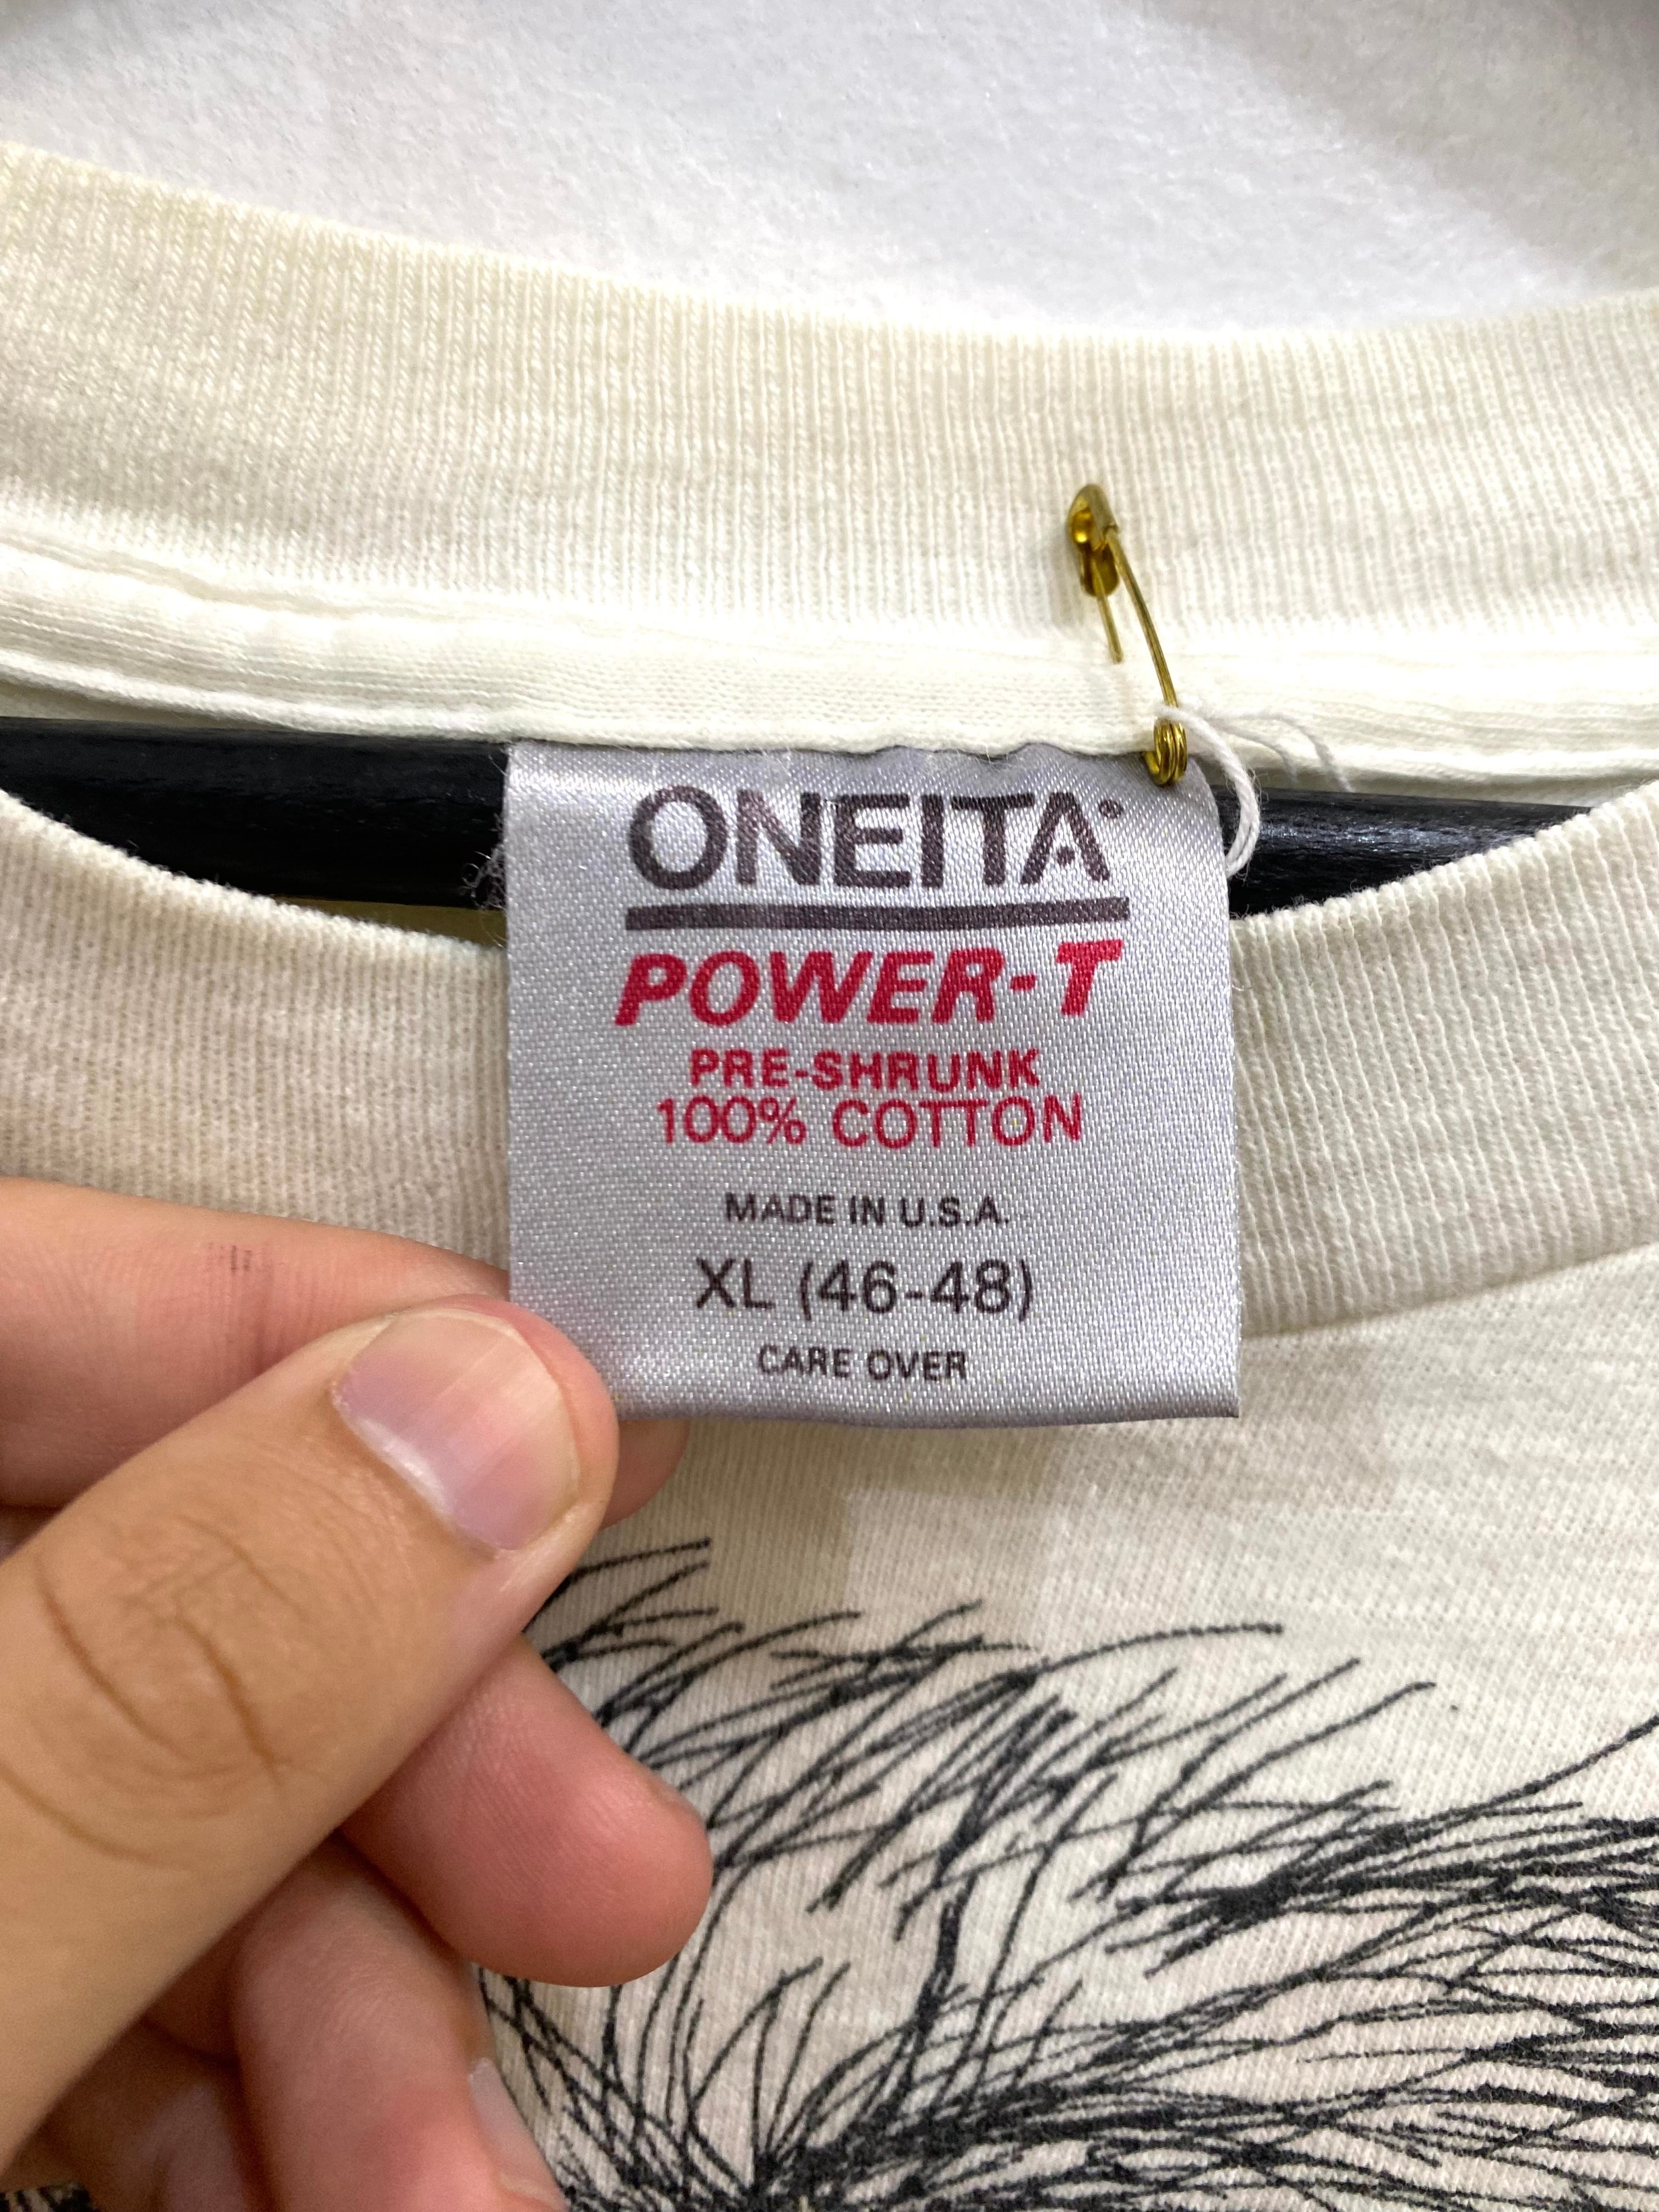 ONEITA
POWER-T
PRE-SHRUNK
100% COTTON
MADE IN U.S.A.
XL (46-48)
CARE OVER